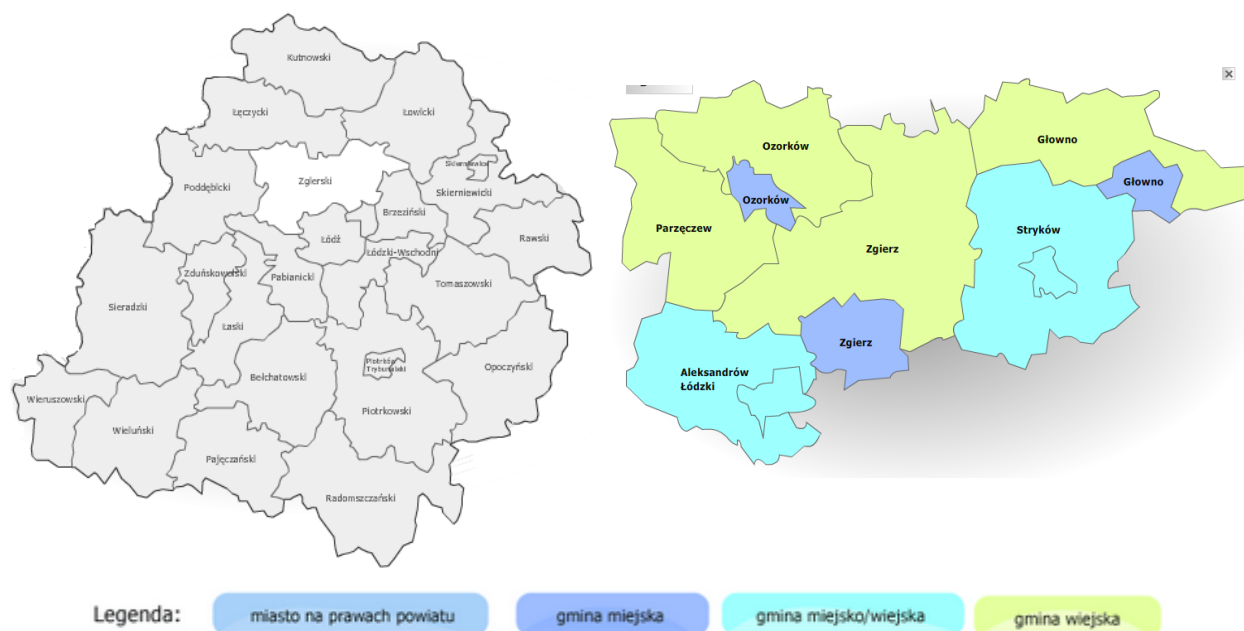 Kutnowski
Łęczycki
Łowicki
Skierniewice
Zgierski
Poddębicki
Skierniewicki
Brzeziński
Łódź
Rawski
Łódzki-Wschodni
Zduńskowolski
Pabianicki
Tomaszowski
Sieradzki
Łaski
Piotrków
Trybunalski
Opoczyński
Bełchatowski
Wieruszowski
Piotrkowski
Wieluński
Pajęczański
Radomszczański
Ozorków
Głowno
Głowno
Ozorków
Parzęczew
Stryków
Zgierz
Zgierz
Aleksandrów
Łódzki
Legenda:
miasto na prawach powiatu
gmina miejska
gmina miejsko/wiejska
gmina wiejska